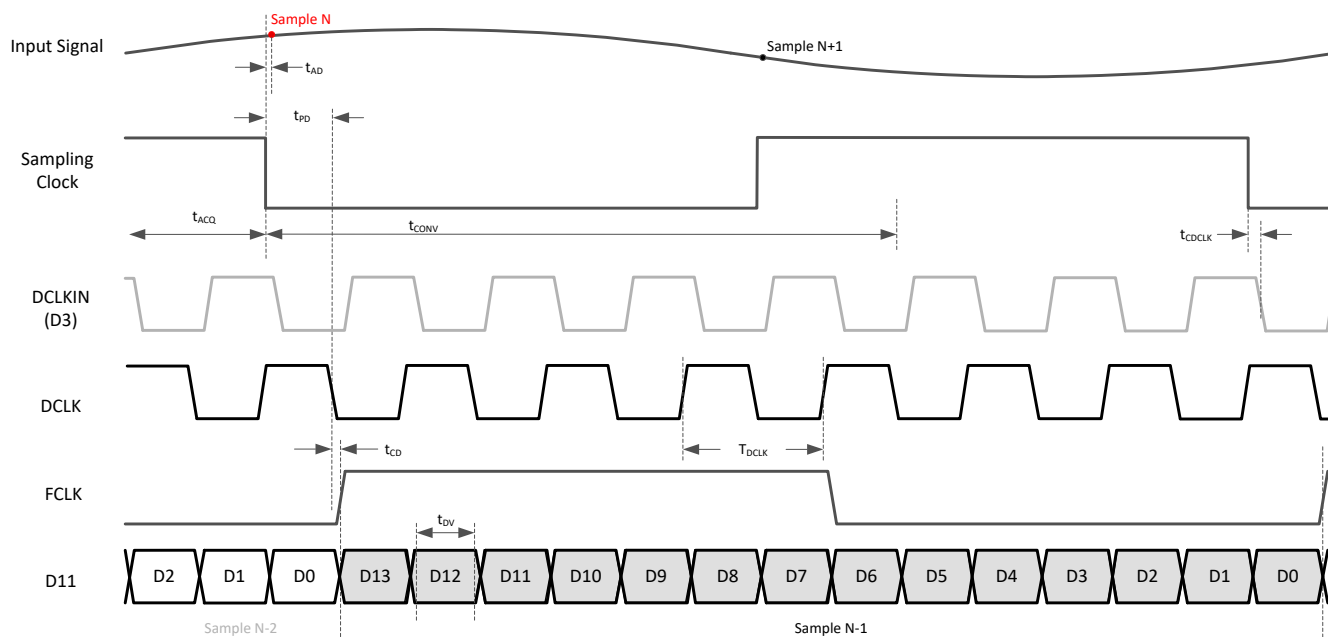 Sample N
Input Signal
Sample N+1
tAD
tPD
Sampling
Clock
tACQ
tCONV
tCDCLK
DCLKIN
(D3)
DCLK
tCD
TDCLK
FCLK
tDV
D11
D2 D1 D0 D13 D12 D11 D10 D9 D8 D7 D6 D5 D4 D3 D2 D1 D0
Sample N-2
Sample N-1